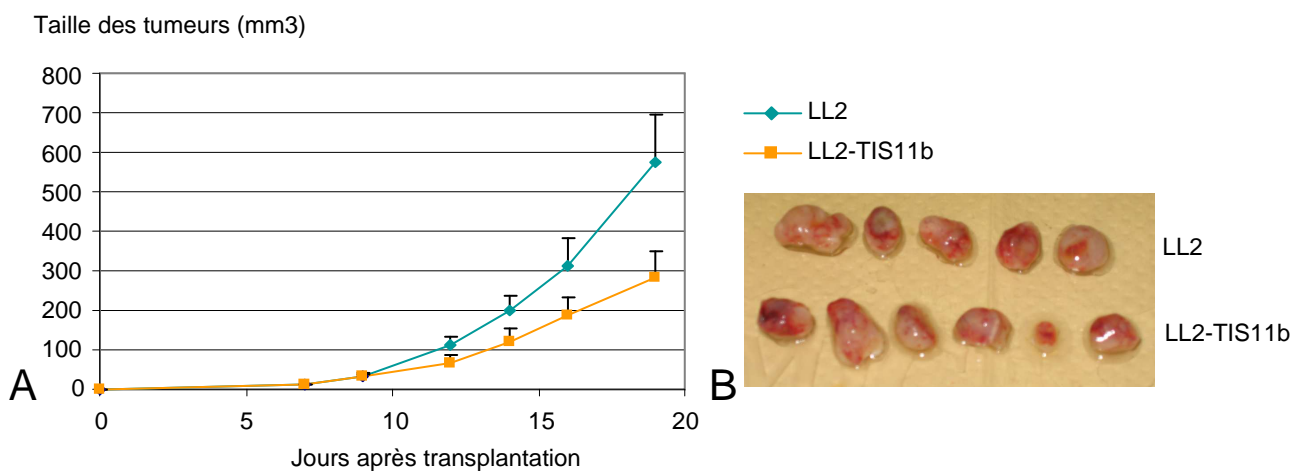 Taille des tumeurs (mm3)
800
700
600
500
400
300
200
100
0
0 5 10 15 20
Jours après transplantation
A
LL2
LL2-TIS11b
B
LL2
LL2-TIS11b